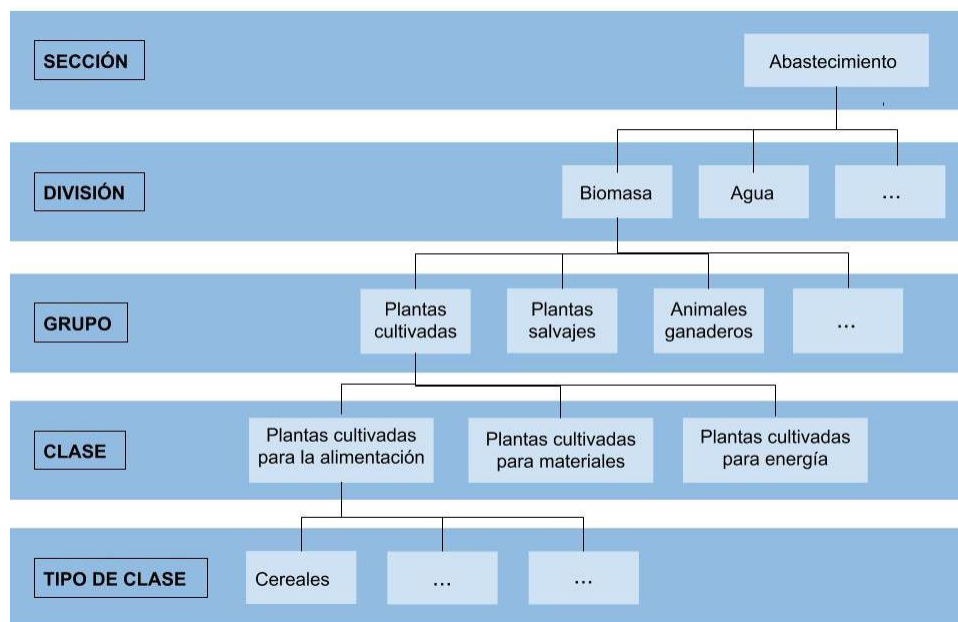 SECCIÓN
Abastecimiento
DIVISIÓN
Biomasa
Agua
...
GRUPO
Plantas
cultivadas
Plantas
salvajes
Animales
ganaderos
...
CLASE
Plantas cultivadas
para la alimentación
Plantas cultivadas
para materiales
Plantas cultivadas
para energía
TIPO DE CLASE
Cereales
...
...